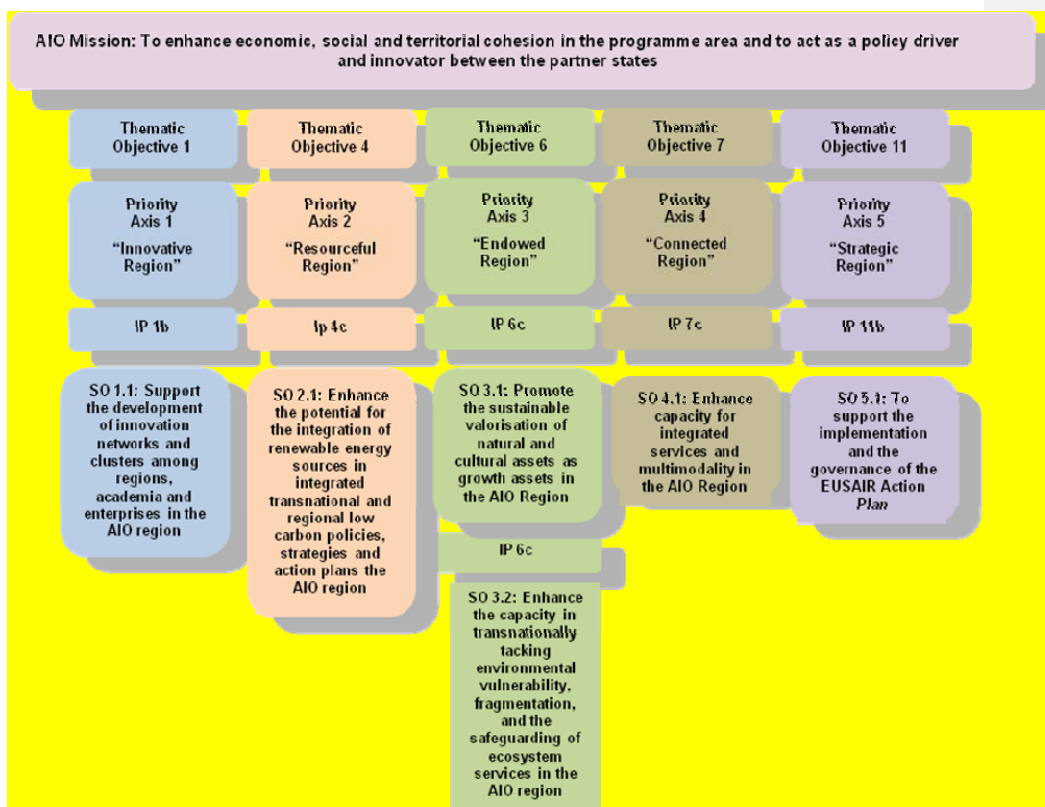 AIO Mission: To enhance economic, social and territorial cohesion in the programme area and to act as a policy driver
and innovator between the partner states
Thematic
Objective 1
Priority
Axis 1
“Innovative
Region”
IP 1b
SO 1.1: Support
the development
of innovation
networks and
clusters among
regions,
academia and
enterprises in the
AIO region
Thematic
Objective 4
Priority
Axis 2
“Resourceful
Region”
Ip 4c
SO 2.1: Enhance
the potential for
the integration of
renewable energy
sources in
integrated
transnational and
regional low
carbon policies,
strategies and
action plans the
AIO region
Thematic
Objective 6
Priority
Axis 3
“Endowed
Region”
IP 6c
SO 3.1: Promote
the sustainable
valorisation of
natural and
cultural assets as
growth assets in
the AIO Region
IP 6c
SO 3.2: Enhance
the capacity in
transnationally
tacking
environmental
vulnerability,
fragmentation,
and the
safeguarding of
ecosystem
services in the
AIO region
Thematic
Objective 7
Priority
Axis 4
“Connected
Region”
IP 7c
SO 4.1: Enhance
capacity for
integrated
services and
multimodality in
the AIO Region
Thematic
Objective 11
Priority
Axis 5
“Strategic
Region”
IP 11b
SO 5.1: To
support the
implementation
and the
governance of the
EUSAIR Action
Plan